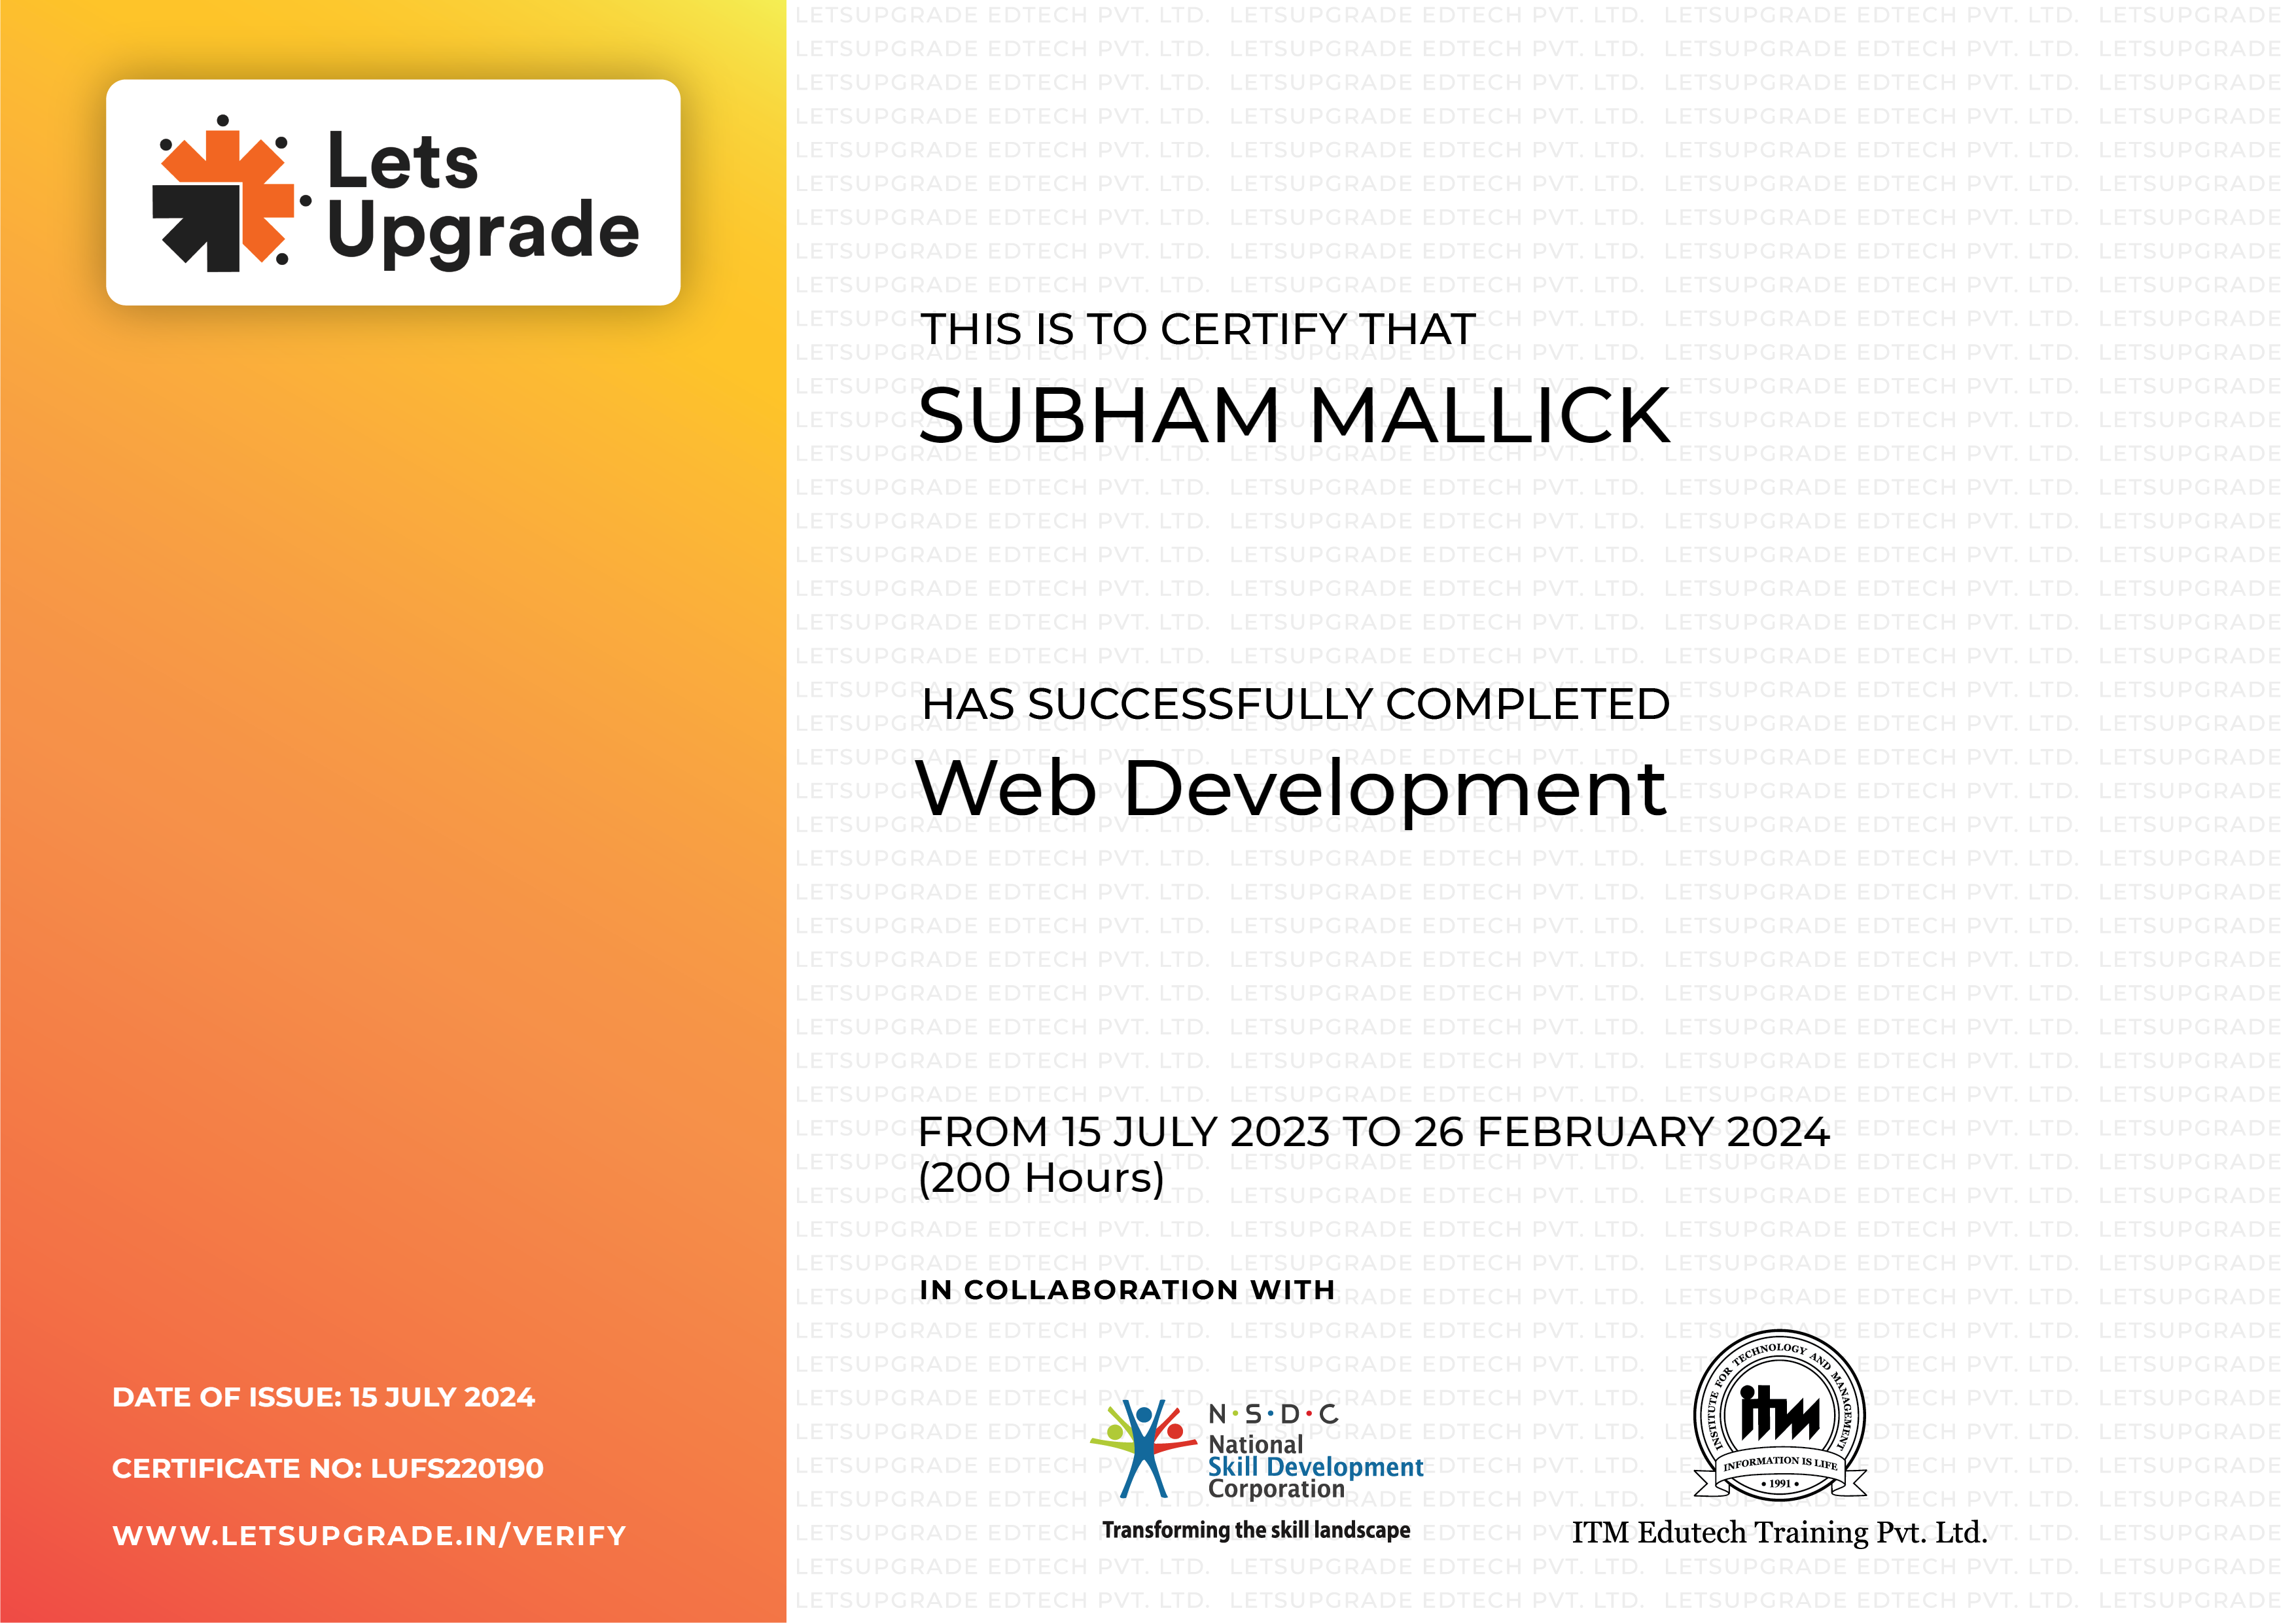 Lets
Upgrade
THIS IS TO CERTIFY THAT
SUBHAM MALLICK
HAS SUCCESSFULLY COMPLETED
Web Development
FROM 15 JULY 2023 TO 26 FEBRUARY 2024
(200 Hours)
IN COLLABORATION WITH
N·S·D·C
National
Skill Development
Corporation
Transforming the skill landscape
INSTITUTE FOR TECHNOLOGY AND MANAGEMENT
itm
INFORMATION IS LIFE
• 1991 •
ITM Edutech Training Pvt. Ltd.
DATE OF ISSUE: 15 JULY 2024
CERTIFICATE NO: LUFS220190
WWW.LETSUPGRADE.IN/VERIFY
LETSUPGRADE EDTECH PVT. LTD.